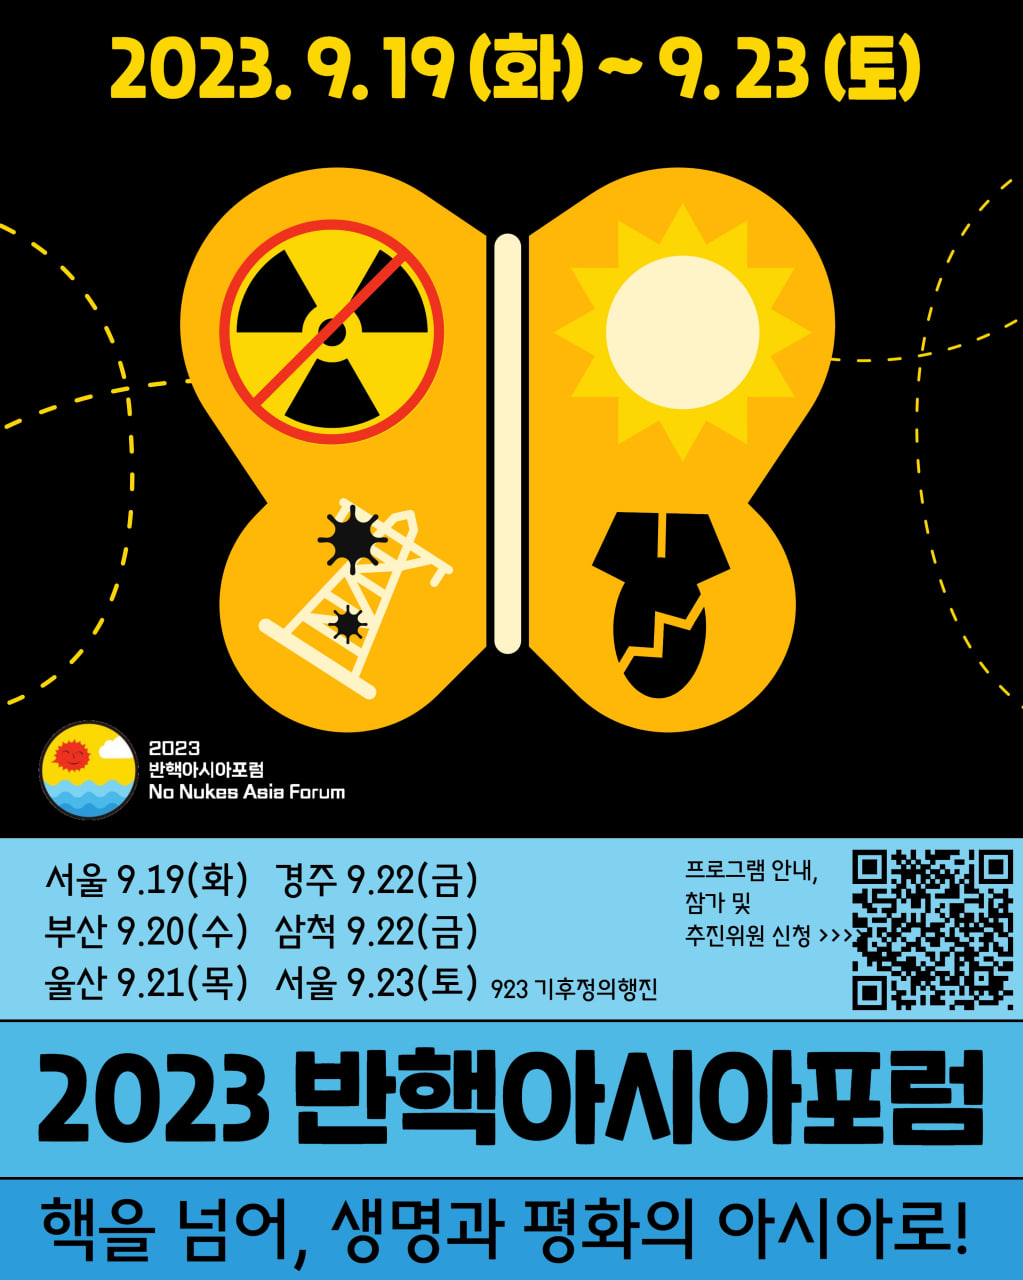 2023. 9. 19 (화) ~ 9. 23 (토)
2023
반핵아시아포럼
No Nukes Asia Forum
서울 9.19(화) 경주 9.22(금)
부산 9.20(수) 삼척 9.22(금)
울산 9.21(목) 서울 9.23(토) 923 기후정의행진
프로그램 안내,
참가 및
추진위원 신청 >>>>
2023 반핵아시아포럼
핵을 넘어, 생명과 평화의 아시아로!